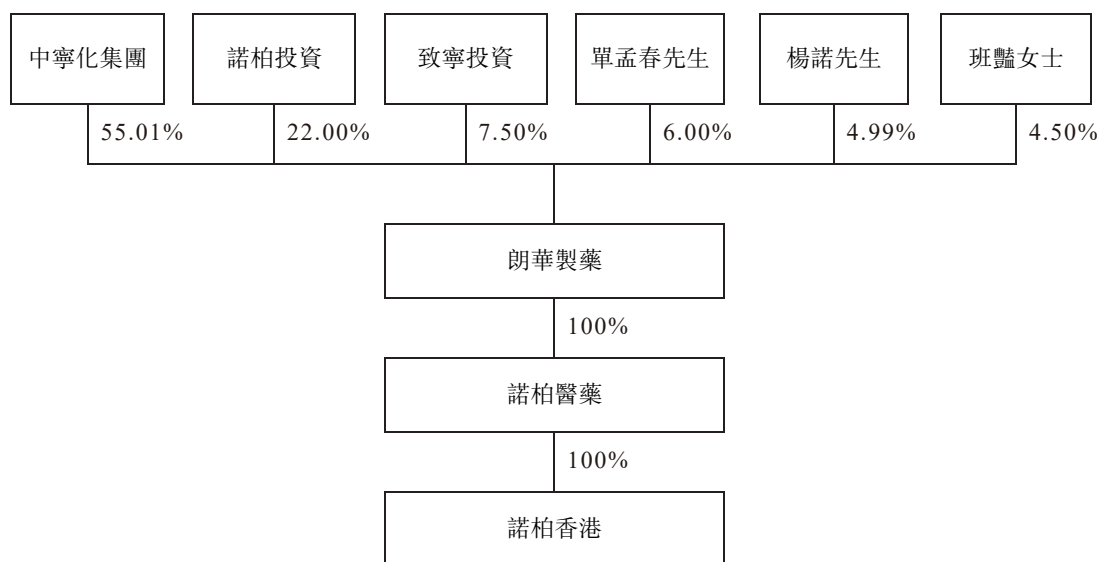 中寧化集團
諾柏投資
致寧投資
單孟春先生
楊諾先生
班豔女士
55.01%
22.00%
7.50%
6.00%
4.99%
4.50%
朗華製藥
100%
諾柏醫藥
100%
諾柏香港